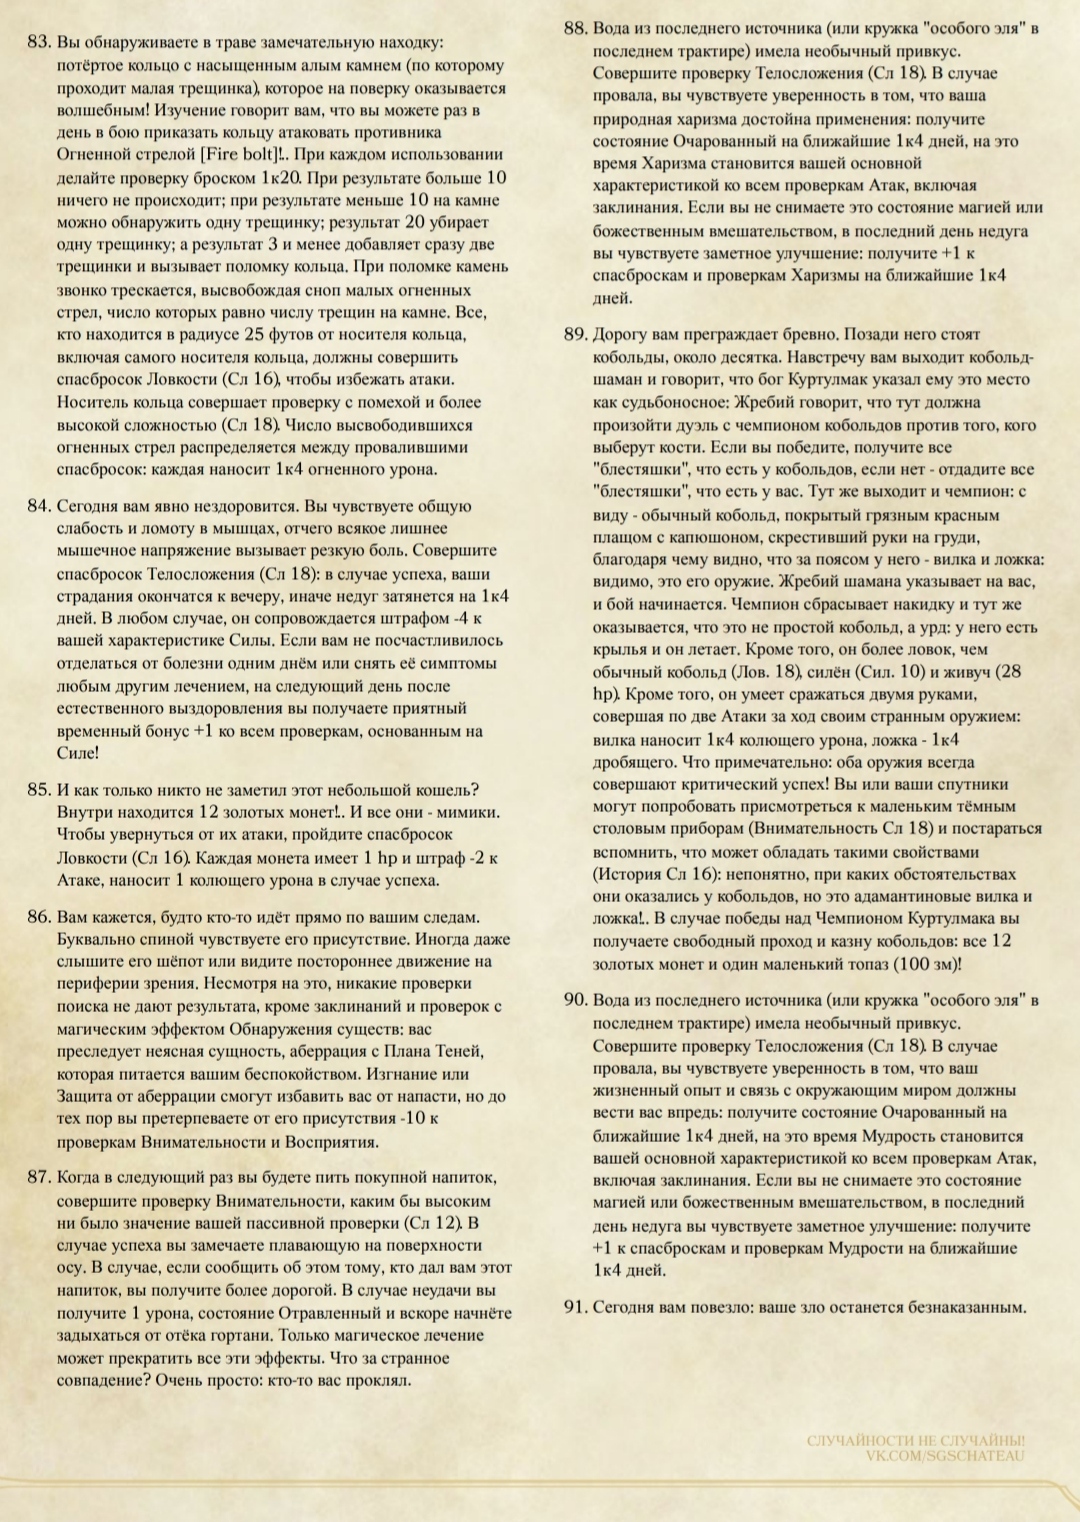 83. Вы обнаруживаете в траве замечательную находку:
потёртое кольцо с насыщенным алым камнем (по которому
проходит малая трещинка), которое на поверку оказывается
волшебным! Изучение говорит вам, что вы можете раз в
день в бою приказать кольцу атаковать противника
Огненной стрелой [Fire bolt]!.. При каждом использовании
делайте проверку броском 1к20. При результате больше 10
ничего не происходит; при результате меньше 10 на камне
можно обнаружить одну трещинку; результат 20 убирает
одну трещинку; а результат 3 и менее добавляет сразу две
трещинки и вызывает поломку кольца. При поломке камень
звонко трескается, высвобождая сноп малых огненных
стрел, число которых равно числу трещин на камне. Все,
кто находится в радиусе 25 футов от носителя кольца,
включая самого носителя кольца, должны совершить
спасбросок Ловкости (Сл 16), чтобы избежать атаки.
Носитель кольца совершает проверку с помехой и более
высокой сложностью (Сл 18). Число высвободившихся
огненных стрел распределяется между провалившими
спасбросок: каждая наносит 1к4 огненного урона.
84. Сегодня вам явно нездоровится. Вы чувствуете общую
слабость и ломоту в мышцах, отчего всякое лишнее
мышечное напряжение вызывает резкую боль. Совершите
спасбросок Телосложения (Сл 18): в случае успеха, ваши
страдания окончатся к вечеру, иначе недуг затянется на 1к4
дней. В любом случае, он сопровождается штрафом -4 к
вашей характеристике Силы. Если вам не посчастливилось
отделаться от болезни одним днём или снять её симптомы
любым другим лечением, на следующий день после
естественного выздоровления вы получаете приятный
временный бонус +1 ко всем проверкам, основанным на
Силе!
85. И как только никто не заметил этот небольшой кошель?
Внутри находится 12 золотых монет!.. И все они - мимики.
Чтобы увернуться от их атаки, пройдите спасбросок
Ловкости (Сл 16). Каждая монета имеет 1 hp и штраф -2 к
Атаке, наносит 1 колющего урона в случае успеха.
86. Вам кажется, будто кто-то идёт прямо по вашим следам.
Буквально спиной чувствуете его присутствие. Иногда даже
слышите его шёпот или видите постороннее движение на
периферии зрения. Несмотря на это, никакие проверки
поиска не дают результата, кроме заклинаний и проверок с
магическим эффектом Обнаружения существ: вас
преследует неясная сущность, аберрация с Плана Теней,
которая питается вашим беспокойством. Изгнание или
Защита от аберрации смогут избавить вас от напасти, но до
тех пор вы претерпеваете от его присутствия -10 к
проверкам Внимательности и Восприятия.
87. Когда в следующий раз вы будете пить покупной напиток,
совершите проверку Внимательности, каким бы высоким
ни было значение вашей пассивной проверки (Сл 12). В
случае успеха вы замечаете плавающую на поверхности
осу. В случае, если сообщить об этом тому, кто дал вам этот
напиток, вы получите более дорогой. В случае неудачи вы
получите 1 урона, состояние Отравленный и вскоре начнёте
задыхаться от отёка гортани. Только магическое лечение
может прекратить все эти эффекты. Что за странное
совпадение? Очень просто: кто-то вас проклял.
88. Вода из последнего источника (или кружка "особого эля" в
последнем трактире) имела необычный привкус.
Совершите проверку Телосложения (Сл 18). В случае
провала, вы чувствуете уверенность в том, что ваша
природная харизма достойна применения: получите
состояние Очарованный на ближайшие 1к4 дней, на это
время Харизма становится вашей основной
характеристикой ко всем проверкам Атак, включая
заклинания. Если вы не снимаете это состояние магией или
божественным вмешательством, в последний день недуга
вы чувствуете заметное улучшение: получите +1 к
спасброскам и проверкам Харизмы на ближайшие 1к4
дней.
89. Дорогу вам преграждает бревно. Позади него стоят
кобольды, около десятка. Навстречу вам выходит кобольд-
шаман и говорит, что бог Куртулмак указал ему это место
как судьбоносное: Жребий говорит, что тут должна
произойти дуэль с чемпионом кобольдов против того, кого
выберут кости. Если вы победите, получите все
"блестяшки", что есть у кобольдов, если нет - отдадите все
"блестяшки", что есть у вас. Тут же выходит и чемпион: с
виду - обычный кобольд, покрытый грязным красным
плащом с капюшоном, скрестивший руки на груди,
благодаря чему видно, что за поясом у него - вилка и ложка:
видимо, это его оружие. Жребий шамана указывает на вас,
и бой начинается. Чемпион сбрасывает накидку и тут же
оказывается, что это не простой кобольд, а урд: у него есть
крылья и он летает. Кроме того, он более ловок, чем
обычный кобольд (Лов. 18), силён (Сил. 10) и живуч (28
hp). Кроме того, он умеет сражаться двумя руками,
совершая по две Атаки за ход своим странным оружием:
вилка наносит 1к4 колющего урона, ложка - 1к4
дробящего. Что примечательно: оба оружия всегда
совершают критический успех! Вы или ваши спутники
могут попробовать присмотреться к маленьким тёмным
столовым приборам (Внимательность Сл 18) и постараться
вспомнить, что может обладать такими свойствами
(История Сл 16): непонятно, при каких обстоятельствах
они оказались у кобольдов, но это адамантиновые вилка и
ложка!.. В случае победы над Чемпионом Куртулмака вы
получаете свободный проход и казну кобольдов: все 12
золотых монет и один маленький топаз (100 зм)!
90. Вода из последнего источника (или кружка "особого эля" в
последнем трактире) имела необычный привкус.
Совершите проверку Телосложения (Сл 18). В случае
провала, вы чувствуете уверенность в том, что ваш
жизненный опыт и связь с окружающим миром должны
вести вас впредь: получите состояние Очарованный на
ближайшие 1к4 дней, на это время Мудрость становится
вашей основной характеристикой ко всем проверкам Атак,
включая заклинания. Если вы не снимаете это состояние
магией или божественным вмешательством, в последний
день недуга вы чувствуете заметное улучшение: получите
+1 к спасброскам и проверкам Мудрости на ближайшие
1к4 дней.
91. Сегодня вам повезло: ваше зло останется безнаказанным.
СЛУЧАЙНОСТИ НЕ СЛУЧАЙНЫ!
VK.COM/SGSCHATEAU